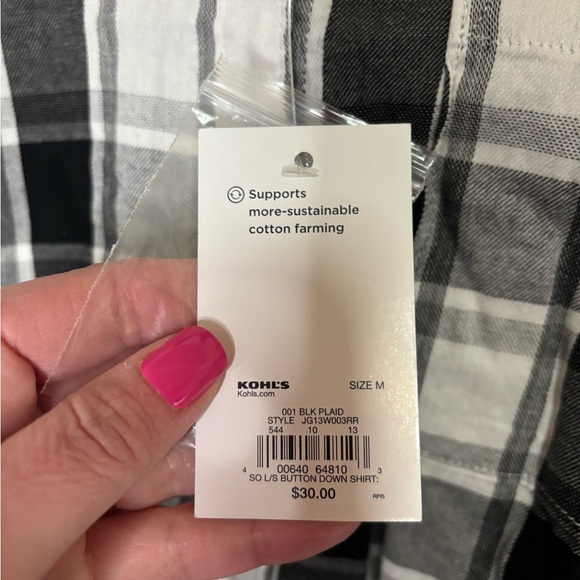 Supports
more-sustainable
cotton farming
KOHL'S SIZE M
Kohls.com
001 BLK PLAID
STYLE JG13W003RR
544 10 13
4 00640 64810 3
SO L/S BUTTON DOWN SHIRT:
$30.00 RPI5